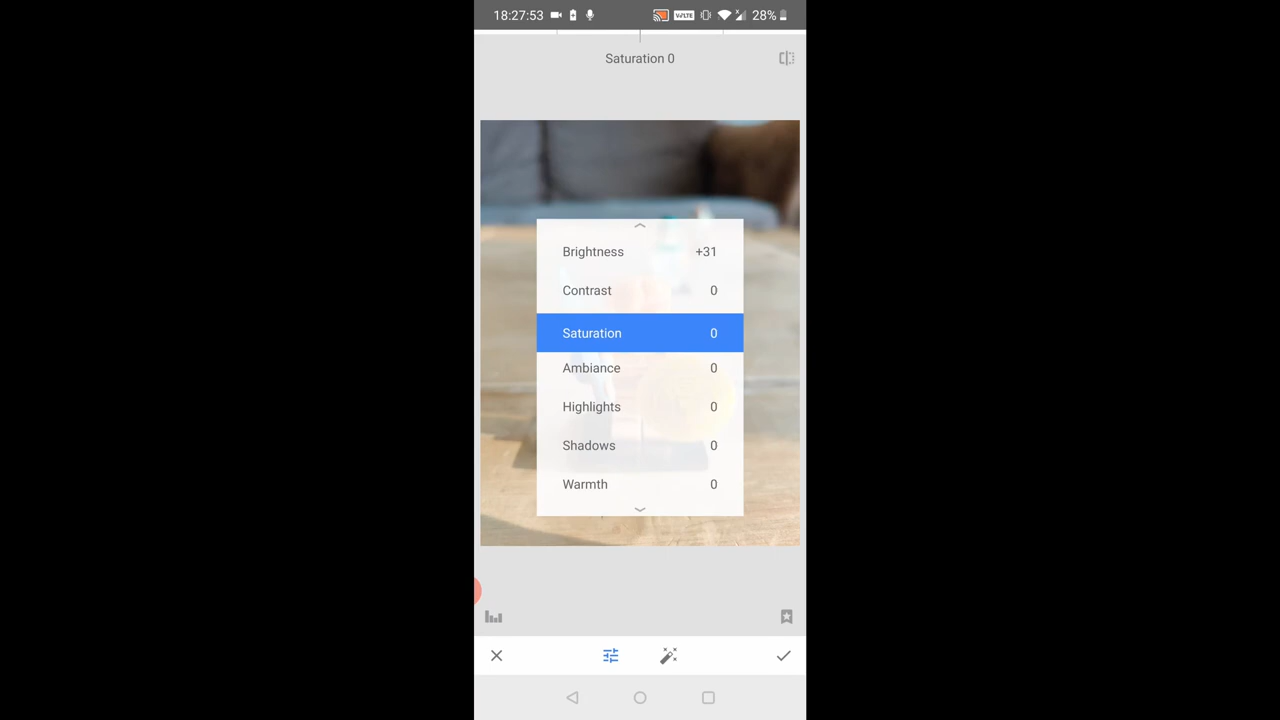 18:27:53 VoLTE 28%
Saturation 0
Brightness +31
Contrast 0
Saturation 0
Ambiance 0
Highlights 0
Shadows 0
Warmth 0